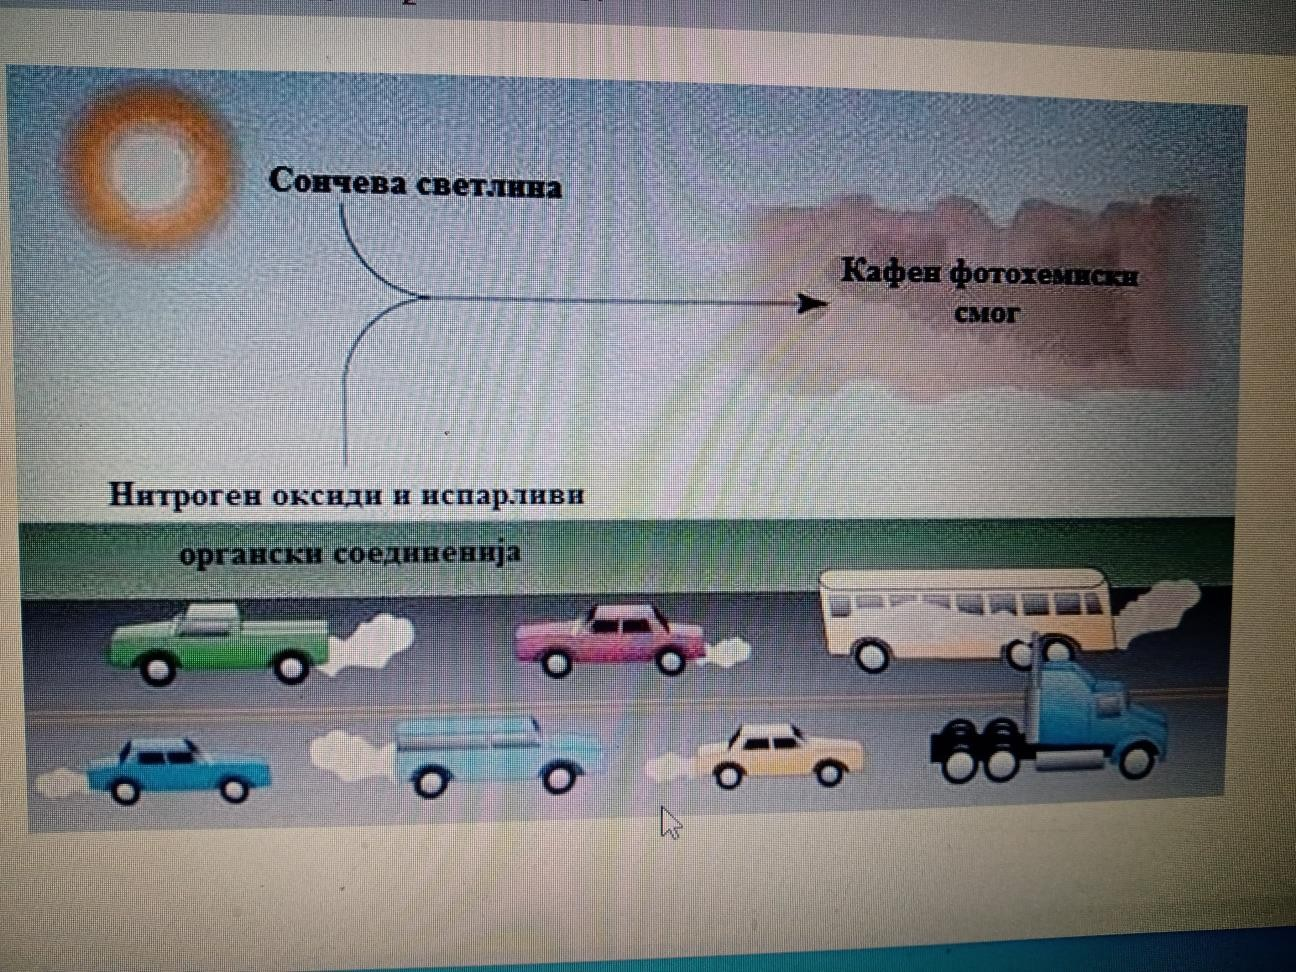 Сончева светлина
Кафен фотохемиски
смог
Нитроген оксиди и испарливи
органски соединенија